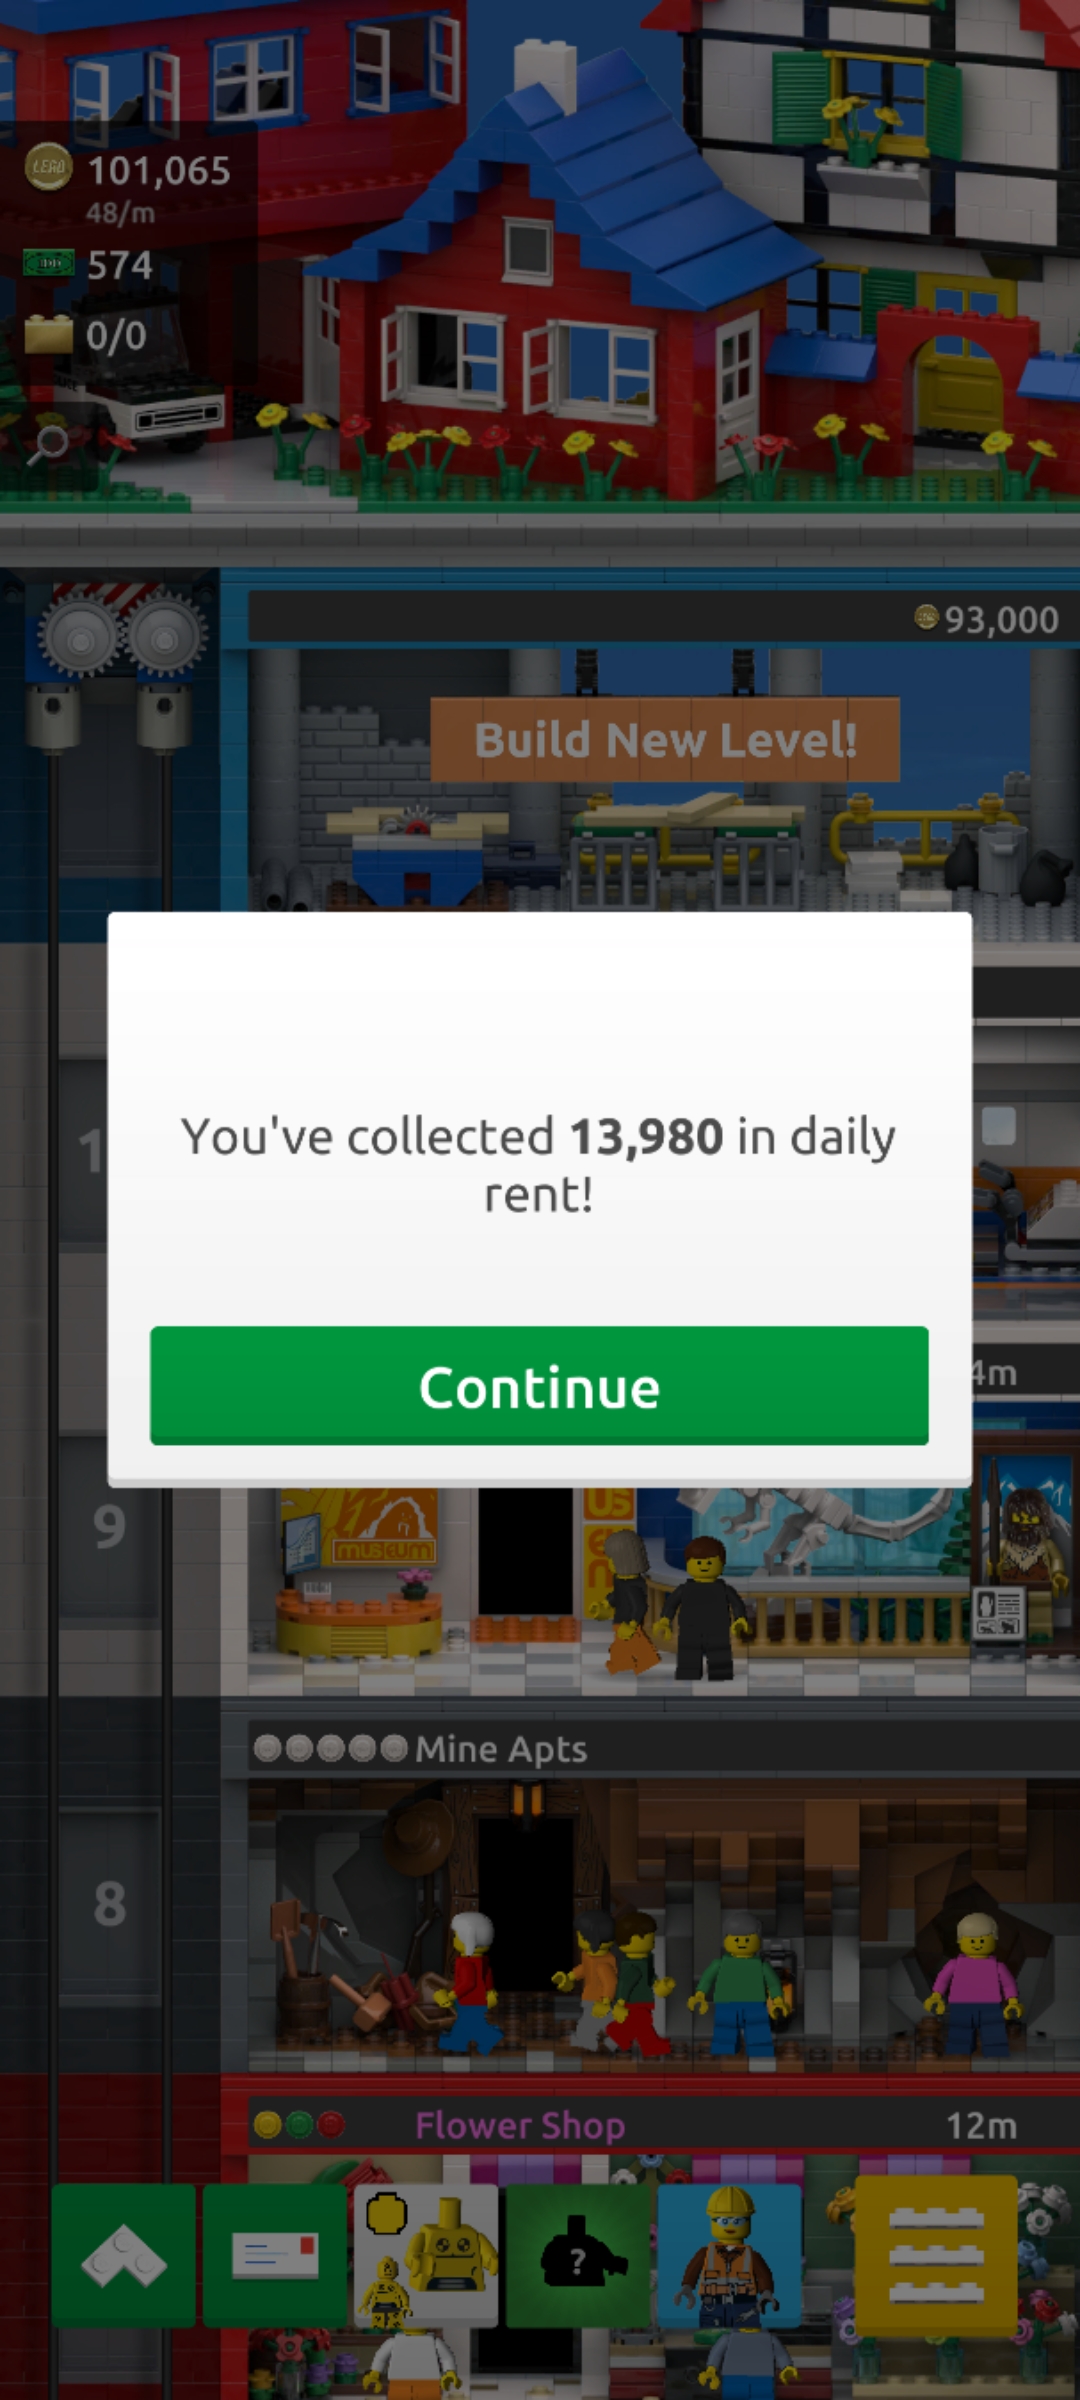 LEGO 101,065
48/m
574
0/0
93,000
Build New Level!
You've collected 13,980 in daily
rent!
Continue
4m
9
museum
Mine Apts
8
Flower Shop
12m
?